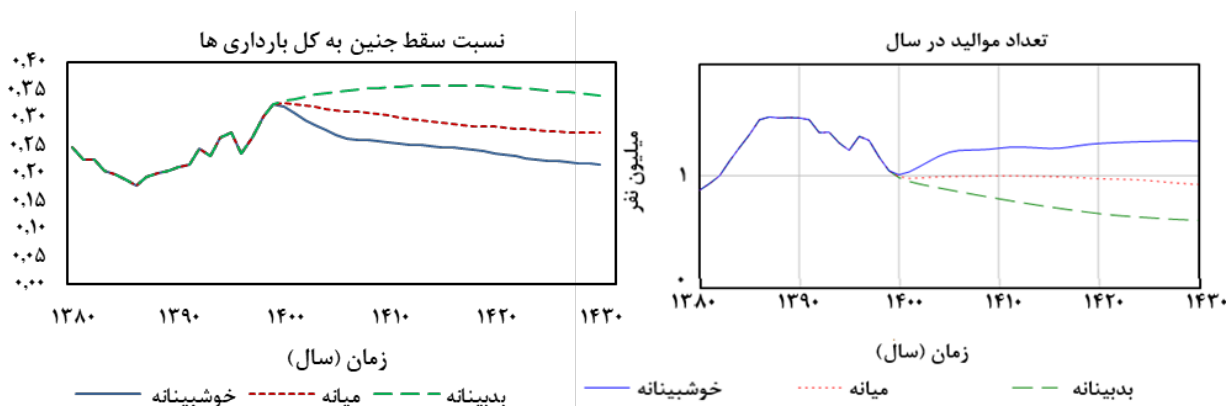 تعداد موالید در سال
میلیون نفر
1
۰
۱۳۸۰ ۱۳۹۰ ۱۴۰۰ ۱۴۱۰ ۱۴۲۰ ۱۴۳۰
زمان (سال)
خوشبینانه میانه بدبینانه
نسبت سقط جنین به کل بارداری ها
۰,۴۰
۰,۳۵
۰,۳۰
۰,۲۵
۰,۲۰
۰,۱۵
۰,۱۰
۰,۰۵
۰,۰۰
۱۳۸۰ ۱۳۹۰ ۱۴۰۰ ۱۴۱۰ ۱۴۲۰ ۱۴۳۰
زمان (سال)
خوشبینانه میانه بدبینانه